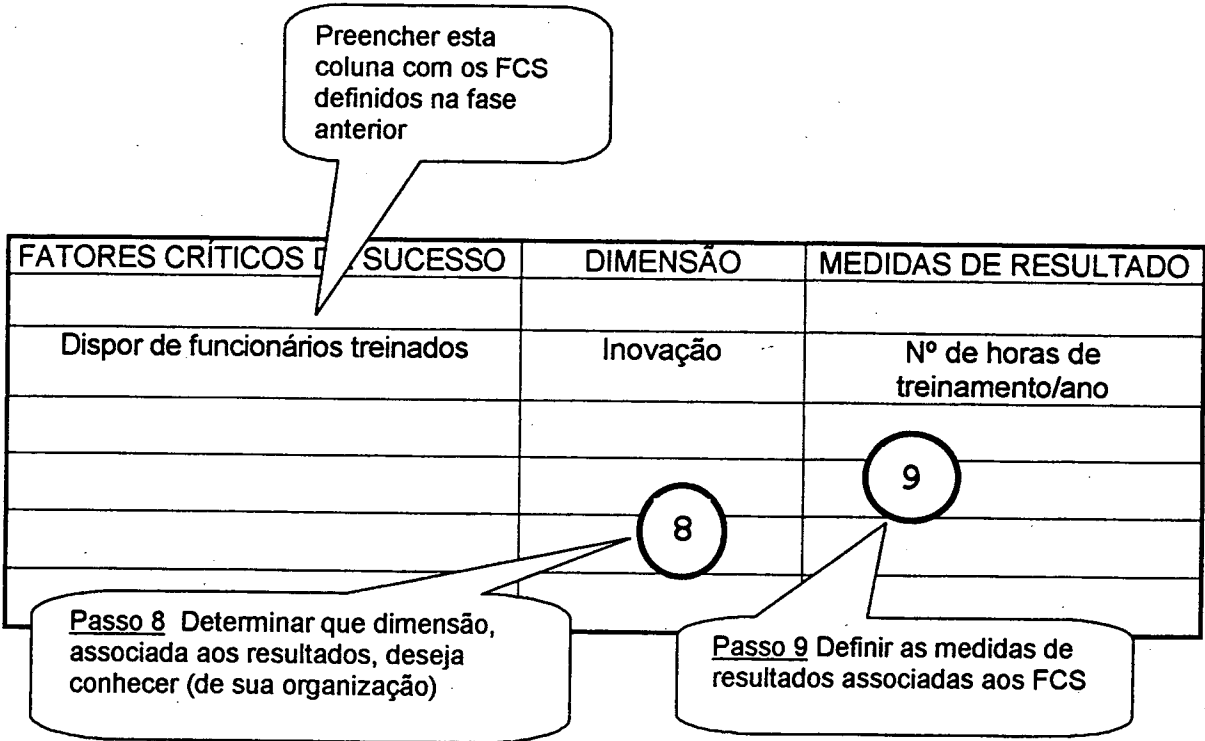 Preencher esta
coluna com os FCS
definidos na fase
anterior
FATORES CRÍTICOS D SUCESSO
DIMENSÃO
MEDIDAS DE RESULTADO
Dispor de funcionários treinados
Inovação
Nº de horas de
treinamento/ano
9
8
Passo 8 Determinar que dimensão,
associada aos resultados, deseja
conhecer (de sua organização)
Passo 9 Definir as medidas de
resultados associadas aos FCS